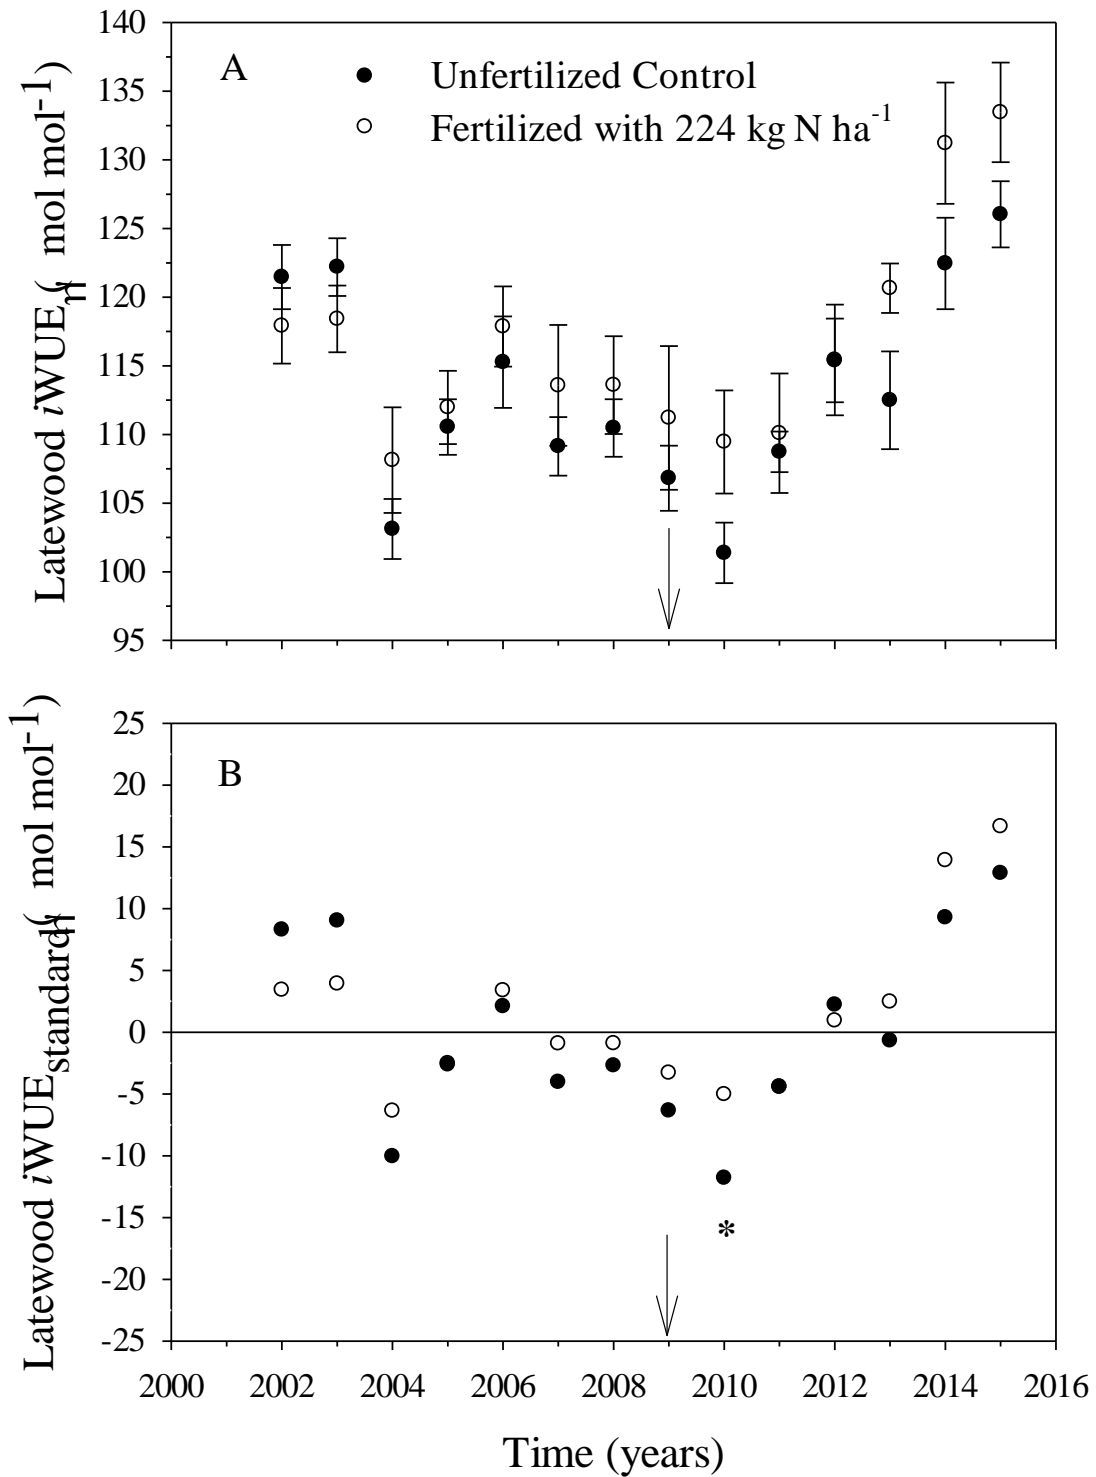 140
135
130
125
120
115
110
105
100
95
Latewood iWUE ( mol mol-1)
A
Unfertilized Control
Fertilized with 224 kg N ha-1
25
20
15
10
5
0
-5
-10
-15
-20
-25
Latewood iWUEstandard ( mol mol-1)
B
*
2000 2002 2004 2006 2008 2010 2012 2014 2016
Time (years)